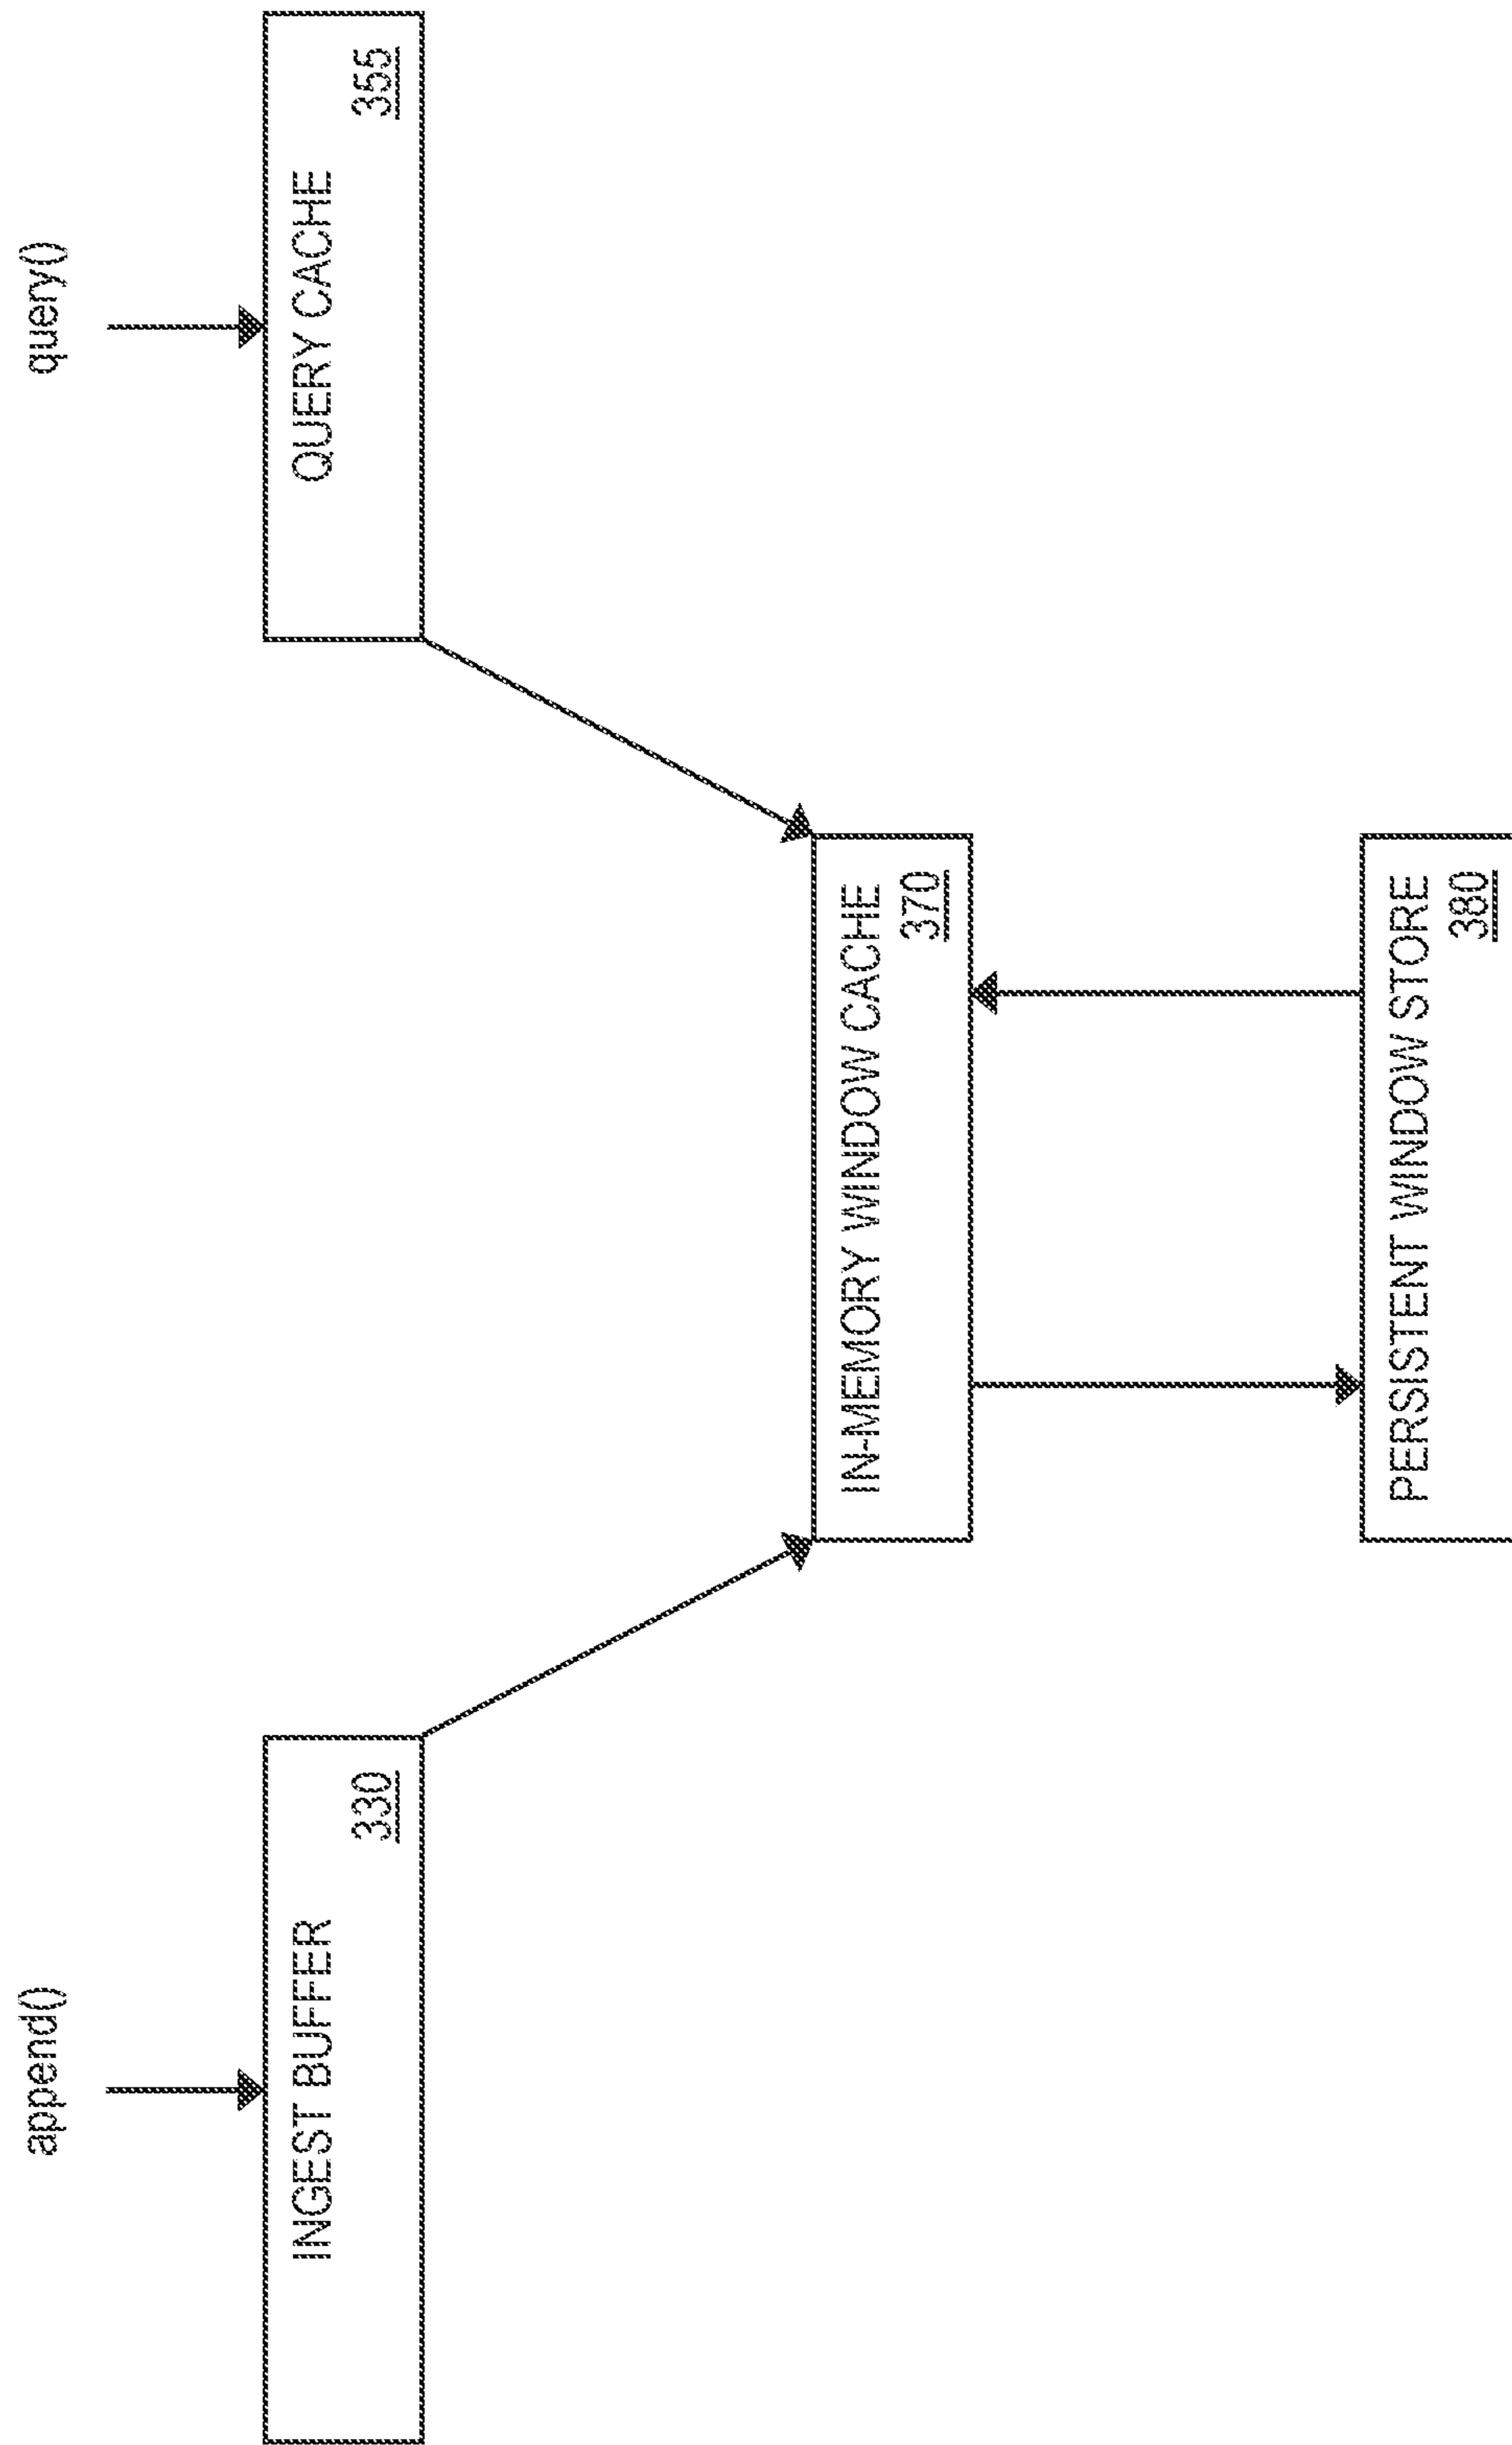 append()
query()
INGEST BUFFER
330
QUERY CACHE
355
IN-MEMORY WINDOW CACHE
370
PERSISTENT WINDOW STORE
380